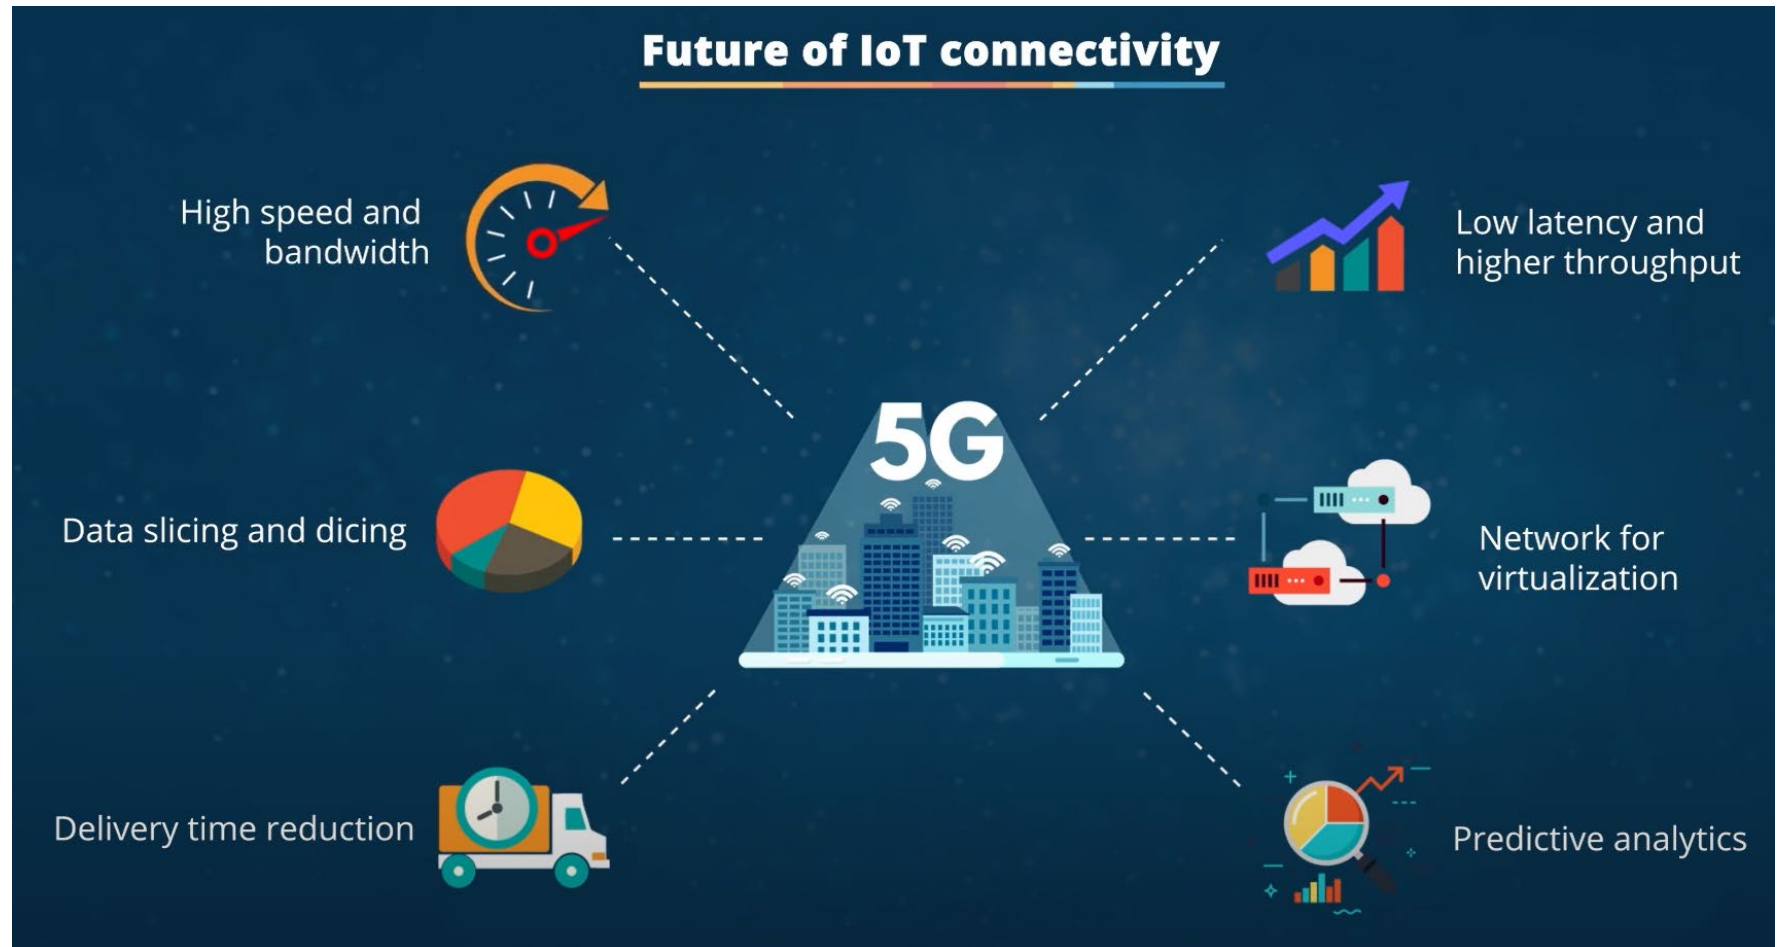 Future of IoT connectivity
High speed and
bandwidth
Low latency and
higher throughput
5G
Data slicing and dicing
Network for
virtualization
Delivery time reduction
Predictive analytics